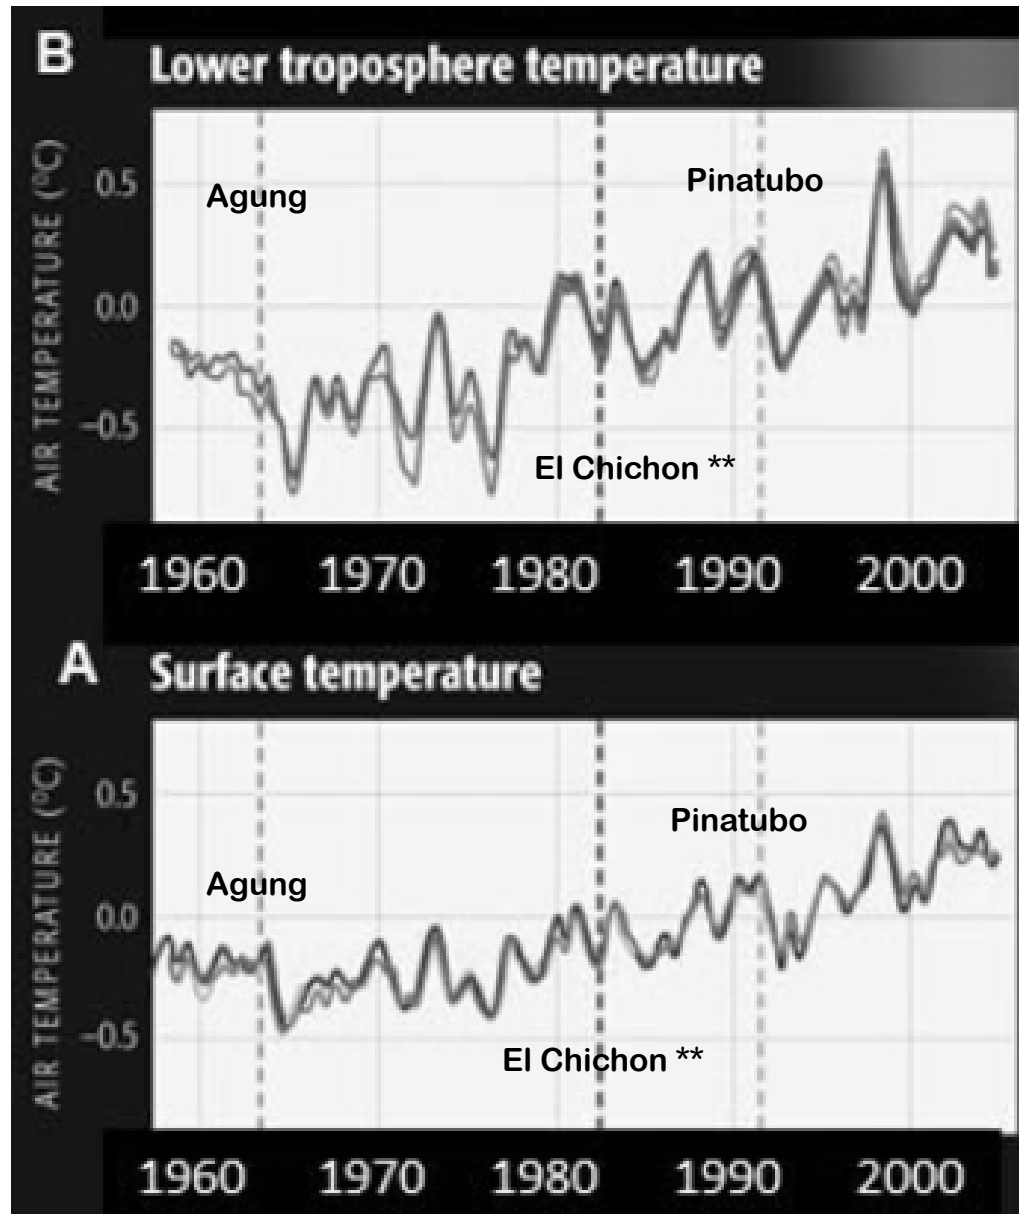 B
Lower troposphere temperature
AIR TEMPERATURE (⁰C)
0.5
Agung
Pinatubo
0.0
−0.5
El Chichon **
1960 1970 1980 1990 2000
A
Surface temperature
AIR TEMPERATURE (⁰C)
0.5
Pinatubo
Agung
0.0
−0.5
El Chichon **
1960 1970 1980 1990 2000